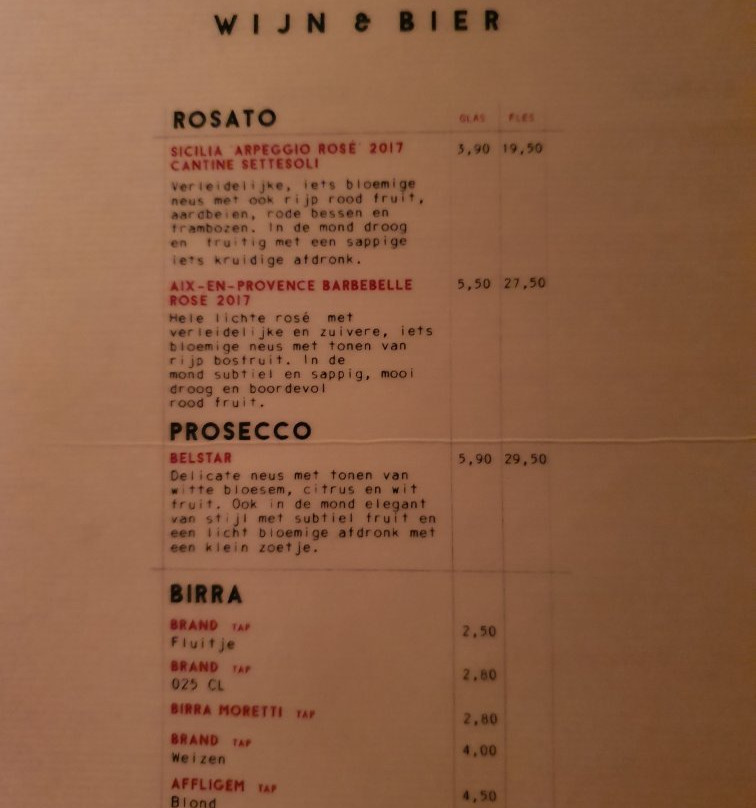 WIJN & BIER
ROSATO GLAS FLES
SICILIA ARPEGGIO ROSÉ 2017 3,90 19,50
CANTINE SETTESOLI
Verleidelijke, iets bloemige
neus met ook rijp rood fruit,
aardbeien, rode bessen en
frambozen. In de mond droog
en fruitig met een sappige
iets kruidige afdronk.
AIX-EN-PROVENCE BARBEBELLE 5,50 27,50
ROSÉ 2017
Hele lichte rosé met
verleidelijke en zuivere, iets
bloemige neus met tonen van
rijp bosfruit. In de
mond subtiel en sappig, mooi
droog en boordevol
rood fruit.
PROSECCO
BELSTAR 5,90 29,50
Delicate neus met tonen van
witte bloesem, citrus en wit
fruit. Ook in de mond elegant
van stijl met subtiel fruit en
een licht bloemige afdronk met
een klein zoetje.
BIRRA
BRAND TAP 2,50
Fluitje
BRAND TAP 2,80
025 CL
BIRRA MORETTI TAP 2,80
BRAND TAP 4,00
Weizen
AFFLIGEM TAP 4,50
Blond